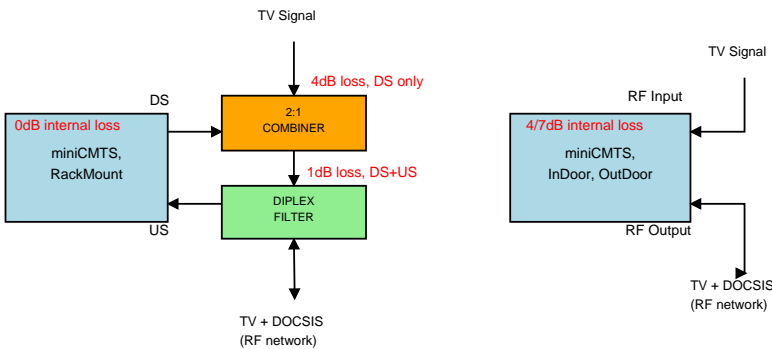 TV Signal
4dB loss, DS only
DS
2:1
COMBINER
0dB internal loss
miniCMTS,
RackMount
1dB loss, DS+US
DIPLEX
FILTER
US
TV + DOCSIS
(RF network)
TV Signal
RF Input
4/7dB internal loss
miniCMTS,
InDoor, OutDoor
RF Output
TV + DOCSIS
(RF network)